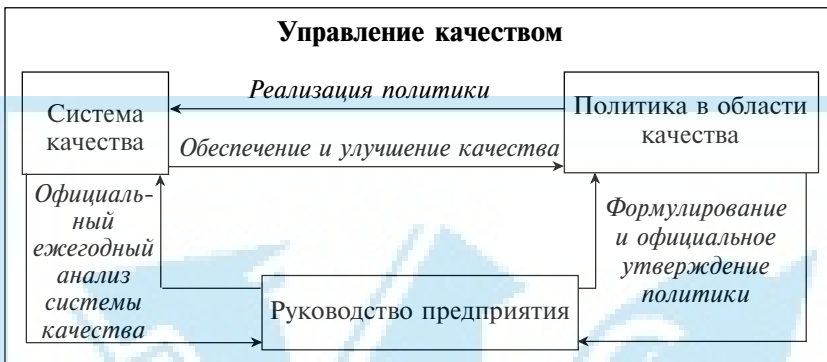 Управление качеством
Реализация политики
Система
качества
Политика в области
качества
Обеспечение и улучшение качества
Официаль-
ный
ежегодный
анализ
системы
качества
Формулирование
и официальное
утверждение
политики
Руководство предприятия